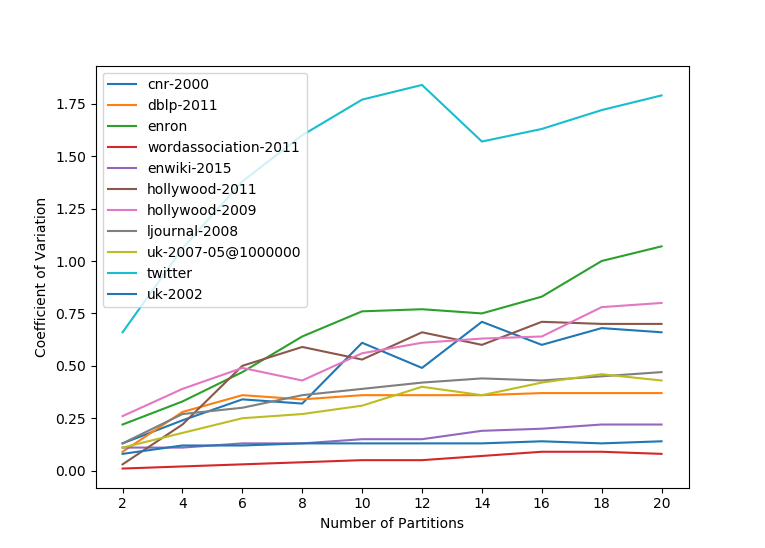 cnr-2000
dblp-2011
enron
wordassociation-2011
enwiki-2015
hollywood-2011
hollywood-2009
ljournal-2008
uk-2007-05@1000000
twitter
uk-2002
Coefficient of Variation
1.75
1.50
1.25
1.00
0.75
0.50
0.25
0.00
2 4 6 8 10 12 14 16 18 20
Number of Partitions